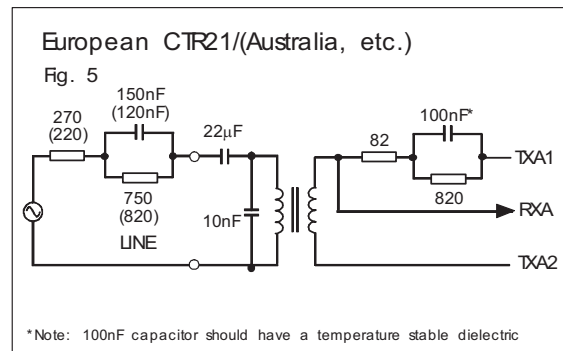 European CTR21/(Australia, etc.)
Fig. 5
150nF
(120nF)
270
(220)
22µF
100nF*
82
TXA1
750
(820)
10nF
820
RXA
LINE
TXA2
*Note: 100nF capacitor should have a temperature stable dielectric